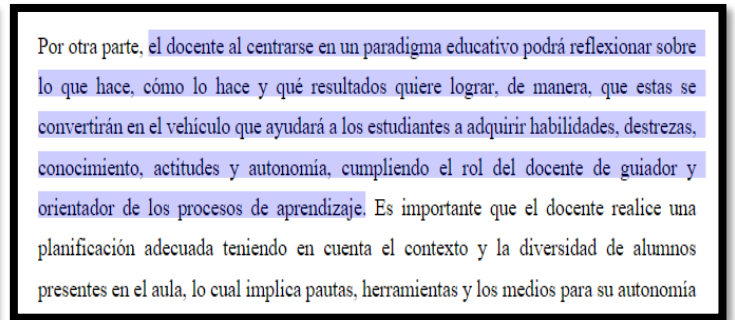 Por otra parte, el docente al centrarse en un paradigma educativo podrá reflexionar sobre
lo que hace, cómo lo hace y qué resultados quiere lograr, de manera, que estas se
convertirán en el vehículo que ayudará a los estudiantes a adquirir habilidades, destrezas,
conocimiento, actitudes y autonomía, cumpliendo el rol del docente de guiador y
orientador de los procesos de aprendizaje. Es importante que el docente realice una
planificación adecuada teniendo en cuenta el contexto y la diversidad de alumnos
presentes en el aula, lo cual implica pautas, herramientas y los medios para su autonomía